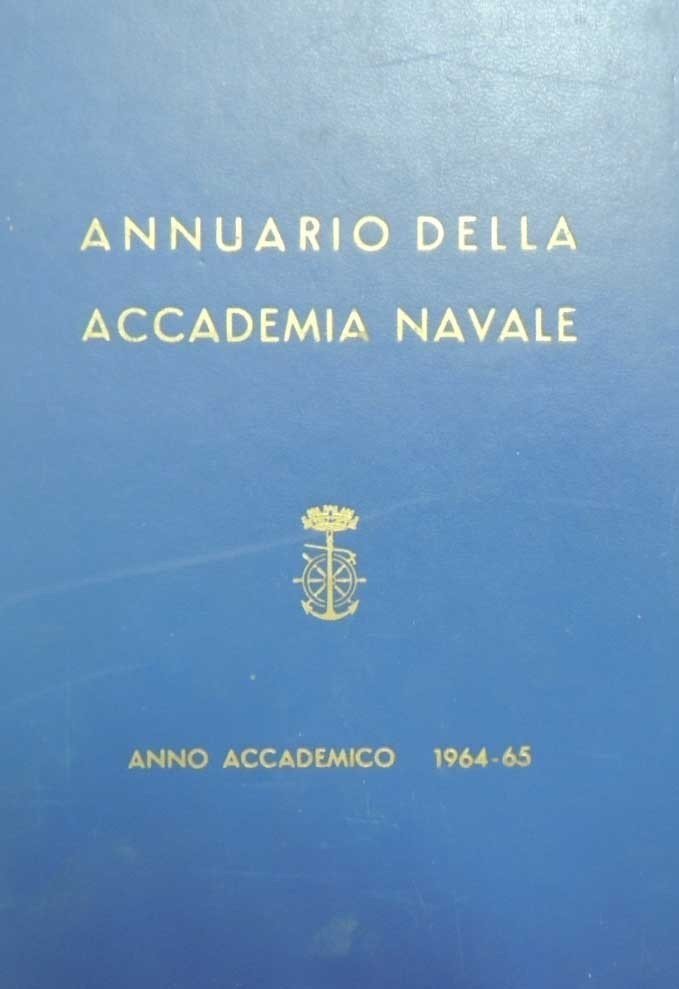 ANNUARIO DELLA
ACCADEMIA NAVALE
ANNO ACCADEMICO 1964-65